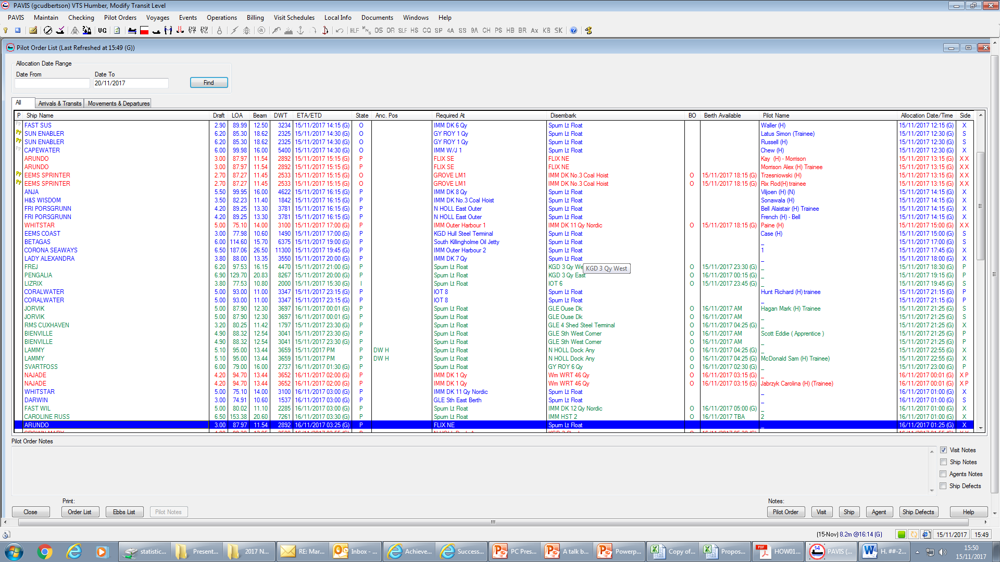 PAVIS (gcudbertson) VTS Humber, Modify Transit Level
PAVIS Maintain Checking Pilot Orders Voyages Events Operations Billing Visit Schedules Local Info Documents Windows Help
UG HLF OS OR SLF HS CQ SP 4A SS 9A CH PS HB BR Ax KB SK
Pilot Order List (Last Refreshed at 15:49 (G))
Allocation Date Range
Date From Date To
20/11/2017 Find
All Arrivals & Transits Movements & Departures
P Ship Name Draft LOA Beam DWT ETA/ETD State Anc. Pos Required At Disembark BO Berth Available Pilot Name Allocation Date/Time Side
Pp FAST SUS 2.90 89.99 12.50 3234 15/11/2017 14:15 (G) O IMM DK 6 Qy Spurn Lt Float Waller (H) 15/11/2017 12:15 (G) X
Pp SUN ENABLER 6.20 85.30 18.62 2325 15/11/2017 14:30 (G) O GY ROY 1 Qy Spurn Lt Float Latus Simon (Trainee) 15/11/2017 12:30 (G) S
Pp SUN ENABLER 6.20 85.30 18.62 2325 15/11/2017 14:30 (G) O GY ROY 1 Qy Spurn Lt Float Russell (H) 15/11/2017 12:30 (G) S
Pp CAPEWATER 6.00 99.98 16.00 5400 15/11/2017 14:30 (G) O IMM W/J 1 Spurn Lt Float Chew (H) 15/11/2017 12:30 (G) X
ARUNDO 3.00 87.97 11.54 2892 15/11/2017 15:15 (G) P FLIX SE FLIX NE Kay (H) - Morrison 15/11/2017 13:15 (G) X X
ARUNDO 3.00 87.97 11.54 2892 15/11/2017 15:15 (G) P FLIX SE FLIX NE Morrison Alex (H) Trainee 15/11/2017 13:15 (G) X X
Pp EEMS SPRINTER 2.70 87.27 11.45 2533 15/11/2017 15:15 (G) O GROVE LM1 IMM DK No.3 Coal Hoist O 15/11/2017 18:15 (G) Trzesniowski (H) 15/11/2017 13:15 (G) X X
Pp EEMS SPRINTER 2.70 87.27 11.45 2533 15/11/2017 15:15 (G) O GROVE LM1 IMM DK No.3 Coal Hoist O 15/11/2017 18:15 (G) Rix Rod(H) trainee 15/11/2017 13:15 (G) X X
ANJA 5.50 99.95 16.00 4622 15/11/2017 16:15 (G) P IMM DK 8 Qy Spurn Lt Float Viljoen (H) (N) 15/11/2017 14:15 (G) X
H&S WISDOM 3.50 82.23 11.40 1842 15/11/2017 16:15 (G) P IMM DK No.3 Coal Hoist Spurn Lt Float Sonawala (H) 15/11/2017 14:15 (G) X
FRI PORSGRUNN 4.20 89.25 13.30 3781 15/11/2017 16:15 (G) P N HOLL East Outer Spurn Lt Float Bell Alaistair (H) Trainee 15/11/2017 14:15 (G) X
FRI PORSGRUNN 4.20 89.25 13.30 3781 15/11/2017 16:15 (G) P N HOLL East Outer Spurn Lt Float French (H) - Bell 15/11/2017 14:15 (G) X
WHITSTAR 5.00 75.10 14.00 3100 15/11/2017 17:00 (G) P IMM Outer Harbour 1 IMM DK 11 Qy Nordic O 15/11/2017 18:15 (G) Paine (H) 15/11/2017 15:00 (G) X X
EEMS COAST 3.00 77.98 10.60 1490 15/11/2017 17:00 (G) P KGD Hull Steel Terminal Spurn Lt Float Case (H) 15/11/2017 15:00 (G) S
BETAGAS 6.00 114.60 15.70 6375 15/11/2017 19:00 (G) P South Killingholme Oil Jetty Spurn Lt Float _ 15/11/2017 17:00 (G) S
CORONA SEAWAYS 6.50 187.06 26.50 11300 15/11/2017 19:45 (G) P IMM Outer Harbour 2 Spurn Lt Float 1 15/11/2017 17:45 (G) X
LADY ALEXANDRA 3.80 88.00 13.35 3550 15/11/2017 20:00 (G) P IMM DK 7 Qy Spurn Lt Float _ 15/11/2017 18:00 (G) X
FREJ 6.20 97.53 16.15 4470 15/11/2017 21:00 (G) P Spurn Lt Float KGD 3 Qy We KGD 3 Qy West O 15/11/2017 23:30 (G) _ 15/11/2017 18:30 (G) P
PENGALIA 6.90 129.70 20.83 8267 15/11/2017 20:00 (G) P Spurn Lt Float KGD 3 Qy East O 16/11/2017 00:15 (G) _ 15/11/2017 19:15 (G) P
LIZRIX 3.80 77.53 10.80 2000 15/11/2017 15:30 (G) I Spurn Lt Float IOT 6 O 15/11/2017 23:45 (G) _ 15/11/2017 19:45 (G) S
CORALWATER 5.00 93.00 11.00 3347 15/11/2017 23:15 (G) P IOT 8 Spurn Lt Float Hunt Richard (H) trainee 15/11/2017 21:15 (G) P
CORALWATER 5.00 93.00 11.00 3347 15/11/2017 23:15 (G) P IOT 8 Spurn Lt Float _ 15/11/2017 21:15 (G) P
JORVIK 5.00 87.90 12.30 3697 16/11/2017 00:01 (G) P Spurn Lt Float GLE Ouse Dk O 16/11/2017 AM Hagan Mark (H) Trainee 15/11/2017 21:25 (G) S
JORVIK 5.00 87.90 12.30 3697 16/11/2017 00:01 (G) P Spurn Lt Float GLE Ouse Dk O 16/11/2017 AM _ 15/11/2017 21:25 (G) S
RMS CUXHAVEN 3.20 80.25 11.42 1797 15/11/2017 23:30 (G) P Spurn Lt Float GLE 4 Shed Steel Terminal O 16/11/2017 04:25 (G) _ 15/11/2017 21:25 (G) X
BIENVILLE 4.90 88.32 12.54 3041 15/11/2017 23:30 (G) P Spurn Lt Float GLE Sth West Corner O 16/11/2017 AM Scott Eddie ( Apprentice ) 15/11/2017 21:25 (G) P
BIENVILLE 4.90 88.32 12.54 3041 15/11/2017 23:30 (G) P Spurn Lt Float GLE Sth West Corner O 16/11/2017 AM _ 15/11/2017 21:25 (G) P
LAMMY 5.10 95.00 13.44 3659 15/11/2017 PM P DW H Spurn Lt Float N HOLL Dock Any O 16/11/2017 04:25 (G) _ 15/11/2017 22:55 (G) X
LAMMY 5.10 95.00 13.44 3659 15/11/2017 PM P DW H Spurn Lt Float N HOLL Dock Any O 16/11/2017 04:25 (G) McDonald Sam (H) Trainee) 15/11/2017 22:55 (G) X
SVARTFOSS 6.00 79.00 16.00 2737 16/11/2017 01:30 (G) P Spurn Lt Float GY ROY 6 Qy O 16/11/2017 02:30 (G) _ 15/11/2017 23:00 (G) P
NAJADE 4.20 94.70 13.44 3652 16/11/2017 02:00 (G) P IMM DK 1 Qy Wm WRT 46 Qy O 16/11/2017 03:15 (G) _ 16/11/2017 00:01 (G) X P
NAJADE 4.20 94.70 13.44 3652 16/11/2017 02:00 (G) P IMM DK 1 Qy Wm WRT 46 Qy O 16/11/2017 03:15 (G) Jabrzyk Carolina (H) (Trainee) 16/11/2017 00:01 (G) X P
WHITSTAR 5.00 75.10 14.00 3100 16/11/2017 03:00 (G) P IMM DK 11 Qy Nordic Spurn Lt Float _ 16/11/2017 01:00 (G) X
DARWIN 3.00 74.91 10.60 1537 16/11/2017 03:00 (G) P GLE Sth East Berth Spurn Lt Float _ 16/11/2017 01:00 (G) S
FAST WIL 5.00 80.02 11.10 2285 16/11/2017 03:00 (G) P Spurn Lt Float IMM DK 12 Qy Nordic O 16/11/2017 05:00 (G) _ 16/11/2017 01:00 (G) X
CAROLINE RUSS 6.50 153.38 20.60 7261 16/11/2017 03:30 (G) P Spurn Lt Float IMM HST 2 O 16/11/2017 TBA 2 16/11/2017 01:00 (G) X
ARUNDO 3.00 87.97 11.54 2892 16/11/2017 03:25 (G) P FLIX NE Spurn Lt Float _ 16/11/2017 01:25 (G) X
Pilot Order Notes
Visit Notes
Ship Notes
Agents Notes
Ship Defects
Print: Notes:
Close Order List Ebbs List Pilot Notes Pilot Order Visit Ship Agent Ship Defects Help
(15-Nov) 8.2m @16:14 (G) 15/11/2017 15:49
statistic... Present... 2017 N... RE: Mar... Inbox - ... Achieve... Success... PC Pres... A talk b... Powerp... Copy of... Propos... HOW01... PAVIS (... H. ##-2...
15:50
15/11/2017